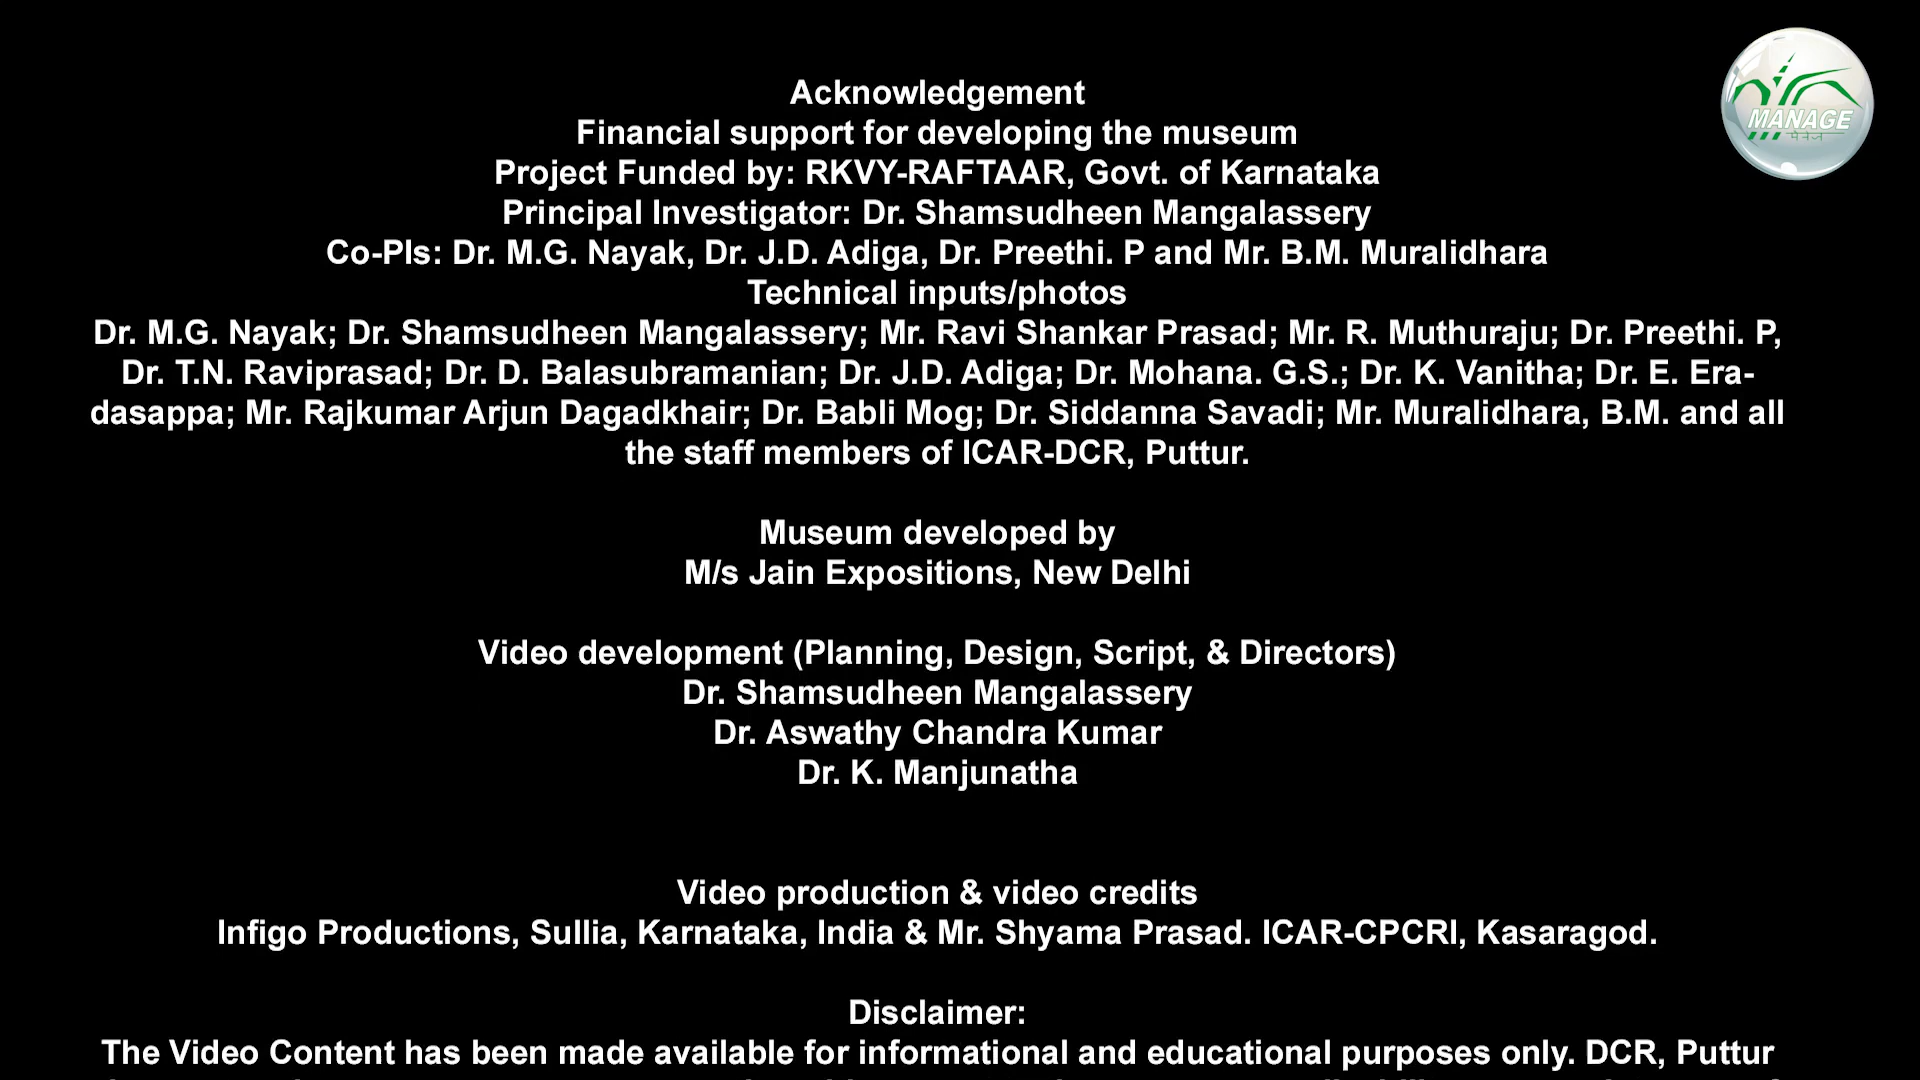 Acknowledgement
Financial support for developing the museum
Project Funded by: RKVY-RAFTAAR, Govt. of Karnataka
Principal Investigator: Dr. Shamsudheen Mangalassery
Co-PIs: Dr. M.G. Nayak, Dr. J.D. Adiga, Dr. Preethi. P and Mr. B.M. Muralidhara
Technical inputs/photos
Dr. M.G. Nayak; Dr. Shamsudheen Mangalassery; Mr. Ravi Shankar Prasad; Mr. R. Muthuraju; Dr. Preethi. P,
Dr. T.N. Raviprasad; Dr. D. Balasubramanian; Dr. J.D. Adiga; Dr. Mohana. G.S.; Dr. K. Vanitha; Dr. E. Era-
dasappa; Mr. Rajkumar Arjun Dagadkhair; Dr. Babli Mog; Dr. Siddanna Savadi; Mr. Muralidhara, B.M. and all
the staff members of ICAR-DCR, Puttur.
Museum developed by
M/s Jain Expositions, New Delhi
Video development (Planning, Design, Script, & Directors)
Dr. Shamsudheen Mangalassery
Dr. Aswathy Chandra Kumar
Dr. K. Manjunatha
Video production & video credits
Infigo Productions, Sullia, Karnataka, India & Mr. Shyama Prasad. ICAR-CPCRI, Kasaragod.
Disclaimer:
The Video Content has been made available for informational and educational purposes only. DCR, Puttur
MANAGE